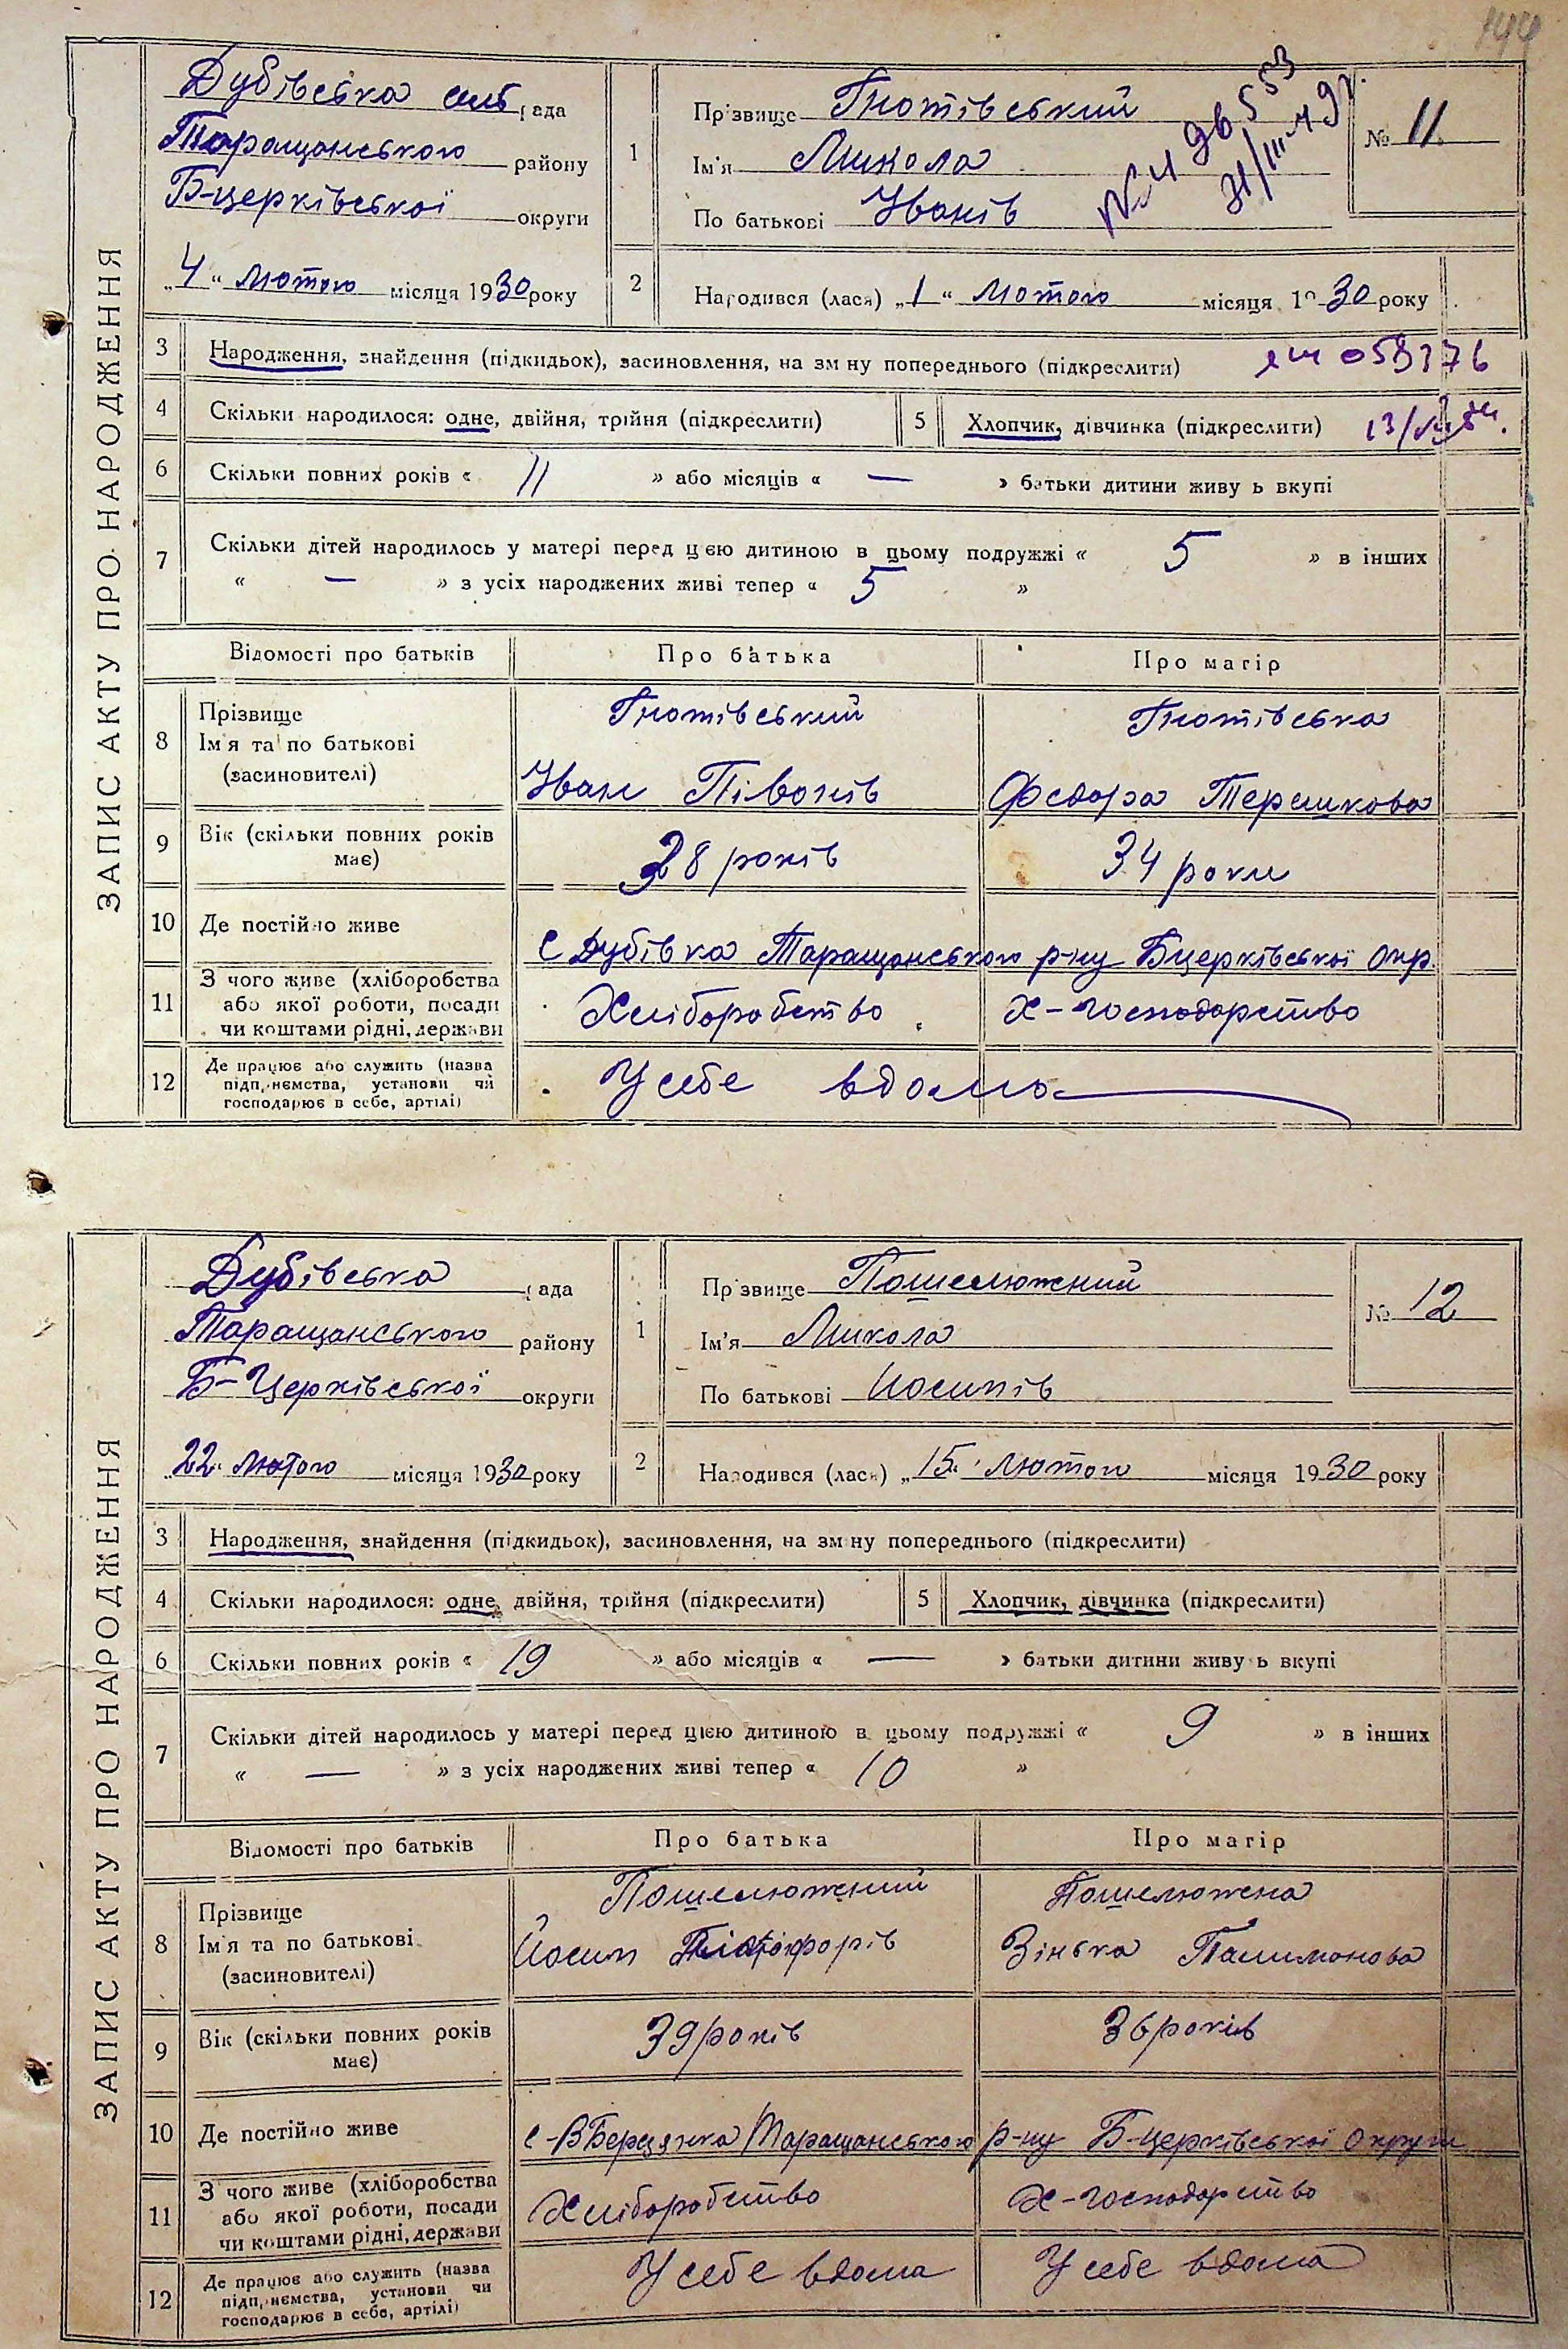 144
ЗАПИС АКТУ ПРО НАРОДЖЕННЯ
Дубівська сіль рада
Таращанського району
Б-церківської округи
„4“ лютого місяця 1930 року
1
Прізвище Гнотівський
Ім'я Микола
По батькові Іванів
№ 11
2
Народився (лася) „1“ лютого місяця 1930 року
3 Народження, знайдення (підкидьок), засиновлення, на зміну попереднього (підкреслити)
4 Скільки народилося: одне, двійня, трійня (підкреслити) 5 Хлопчик, дівчинка (підкреслити)
6 Скільки повних років « 11 » або місяців « — » батьки дитини живуть вкупі
7 Скільки дітей народилось у матері перед цією дитиною в цьому подружжі « 5 » в інших
« — » з усіх народжених живі тепер « 5 »
Відомості про батьків Про батька Про матір
8 Прізвище
Ім'я та по батькові
(засиновителі)
Гнотівський Гнотівська
Іван Півонів Федора Терешкова
9 Вік (скільки повних років має) 38 років 34 роки
10 Де постійно живе с Дубівка Таращанського р-ну Бцерківської Окр.
11 З чого живе (хліборобства
або якої роботи, посади
чи коштами рідні, держави
Хліборобство Х-господарство
12 Де працює або служить (назва
підприємства, установи чи
господарює в себе, артілі)
У себе вдома
ЗАПИС АКТУ ПРО НАРОДЖЕННЯ
Дубівська рада
Таращанського району
Б-Церківської округи
„22“ лютого місяця 1930 року
1
Прізвище Пошелюжний
Ім'я Микола
По батькові Йосипів
№ 12
2
Народився (лася) „15“ лютого місяця 1930 року
3 Народження, знайдення (підкидьок), засиновлення, на зміну попереднього (підкреслити)
4 Скільки народилося: одне, двійня, трійня (підкреслити) 5 Хлопчик, дівчинка (підкреслити)
6 Скільки повних років « 19 » або місяців « — » батьки дитини живуть вкупі
7 Скільки дітей народилось у матері перед цією дитиною в цьому подружжі « 9 » в інших
« — » з усіх народжених живі тепер « 10 »
Відомості про батьків Про батька Про матір
8 Прізвище
Ім'я та по батькові
(засиновителі)
Пошелюжний Пошелюжена
Йосип Зінька
9 Вік (скільки повних років має) 39 років 36 років
10 Де постійно живе с-ВБерезянка Таращанського р-ну Б-церківської Округи
11 З чого живе (хліборобства
або якої роботи, посади
чи коштами рідні, держави
Хліборобство Х-господарство
12 Де працює або служить (назва
підприємства, установи чи
господарює в себе, артілі)
У себе вдома У себе вдома